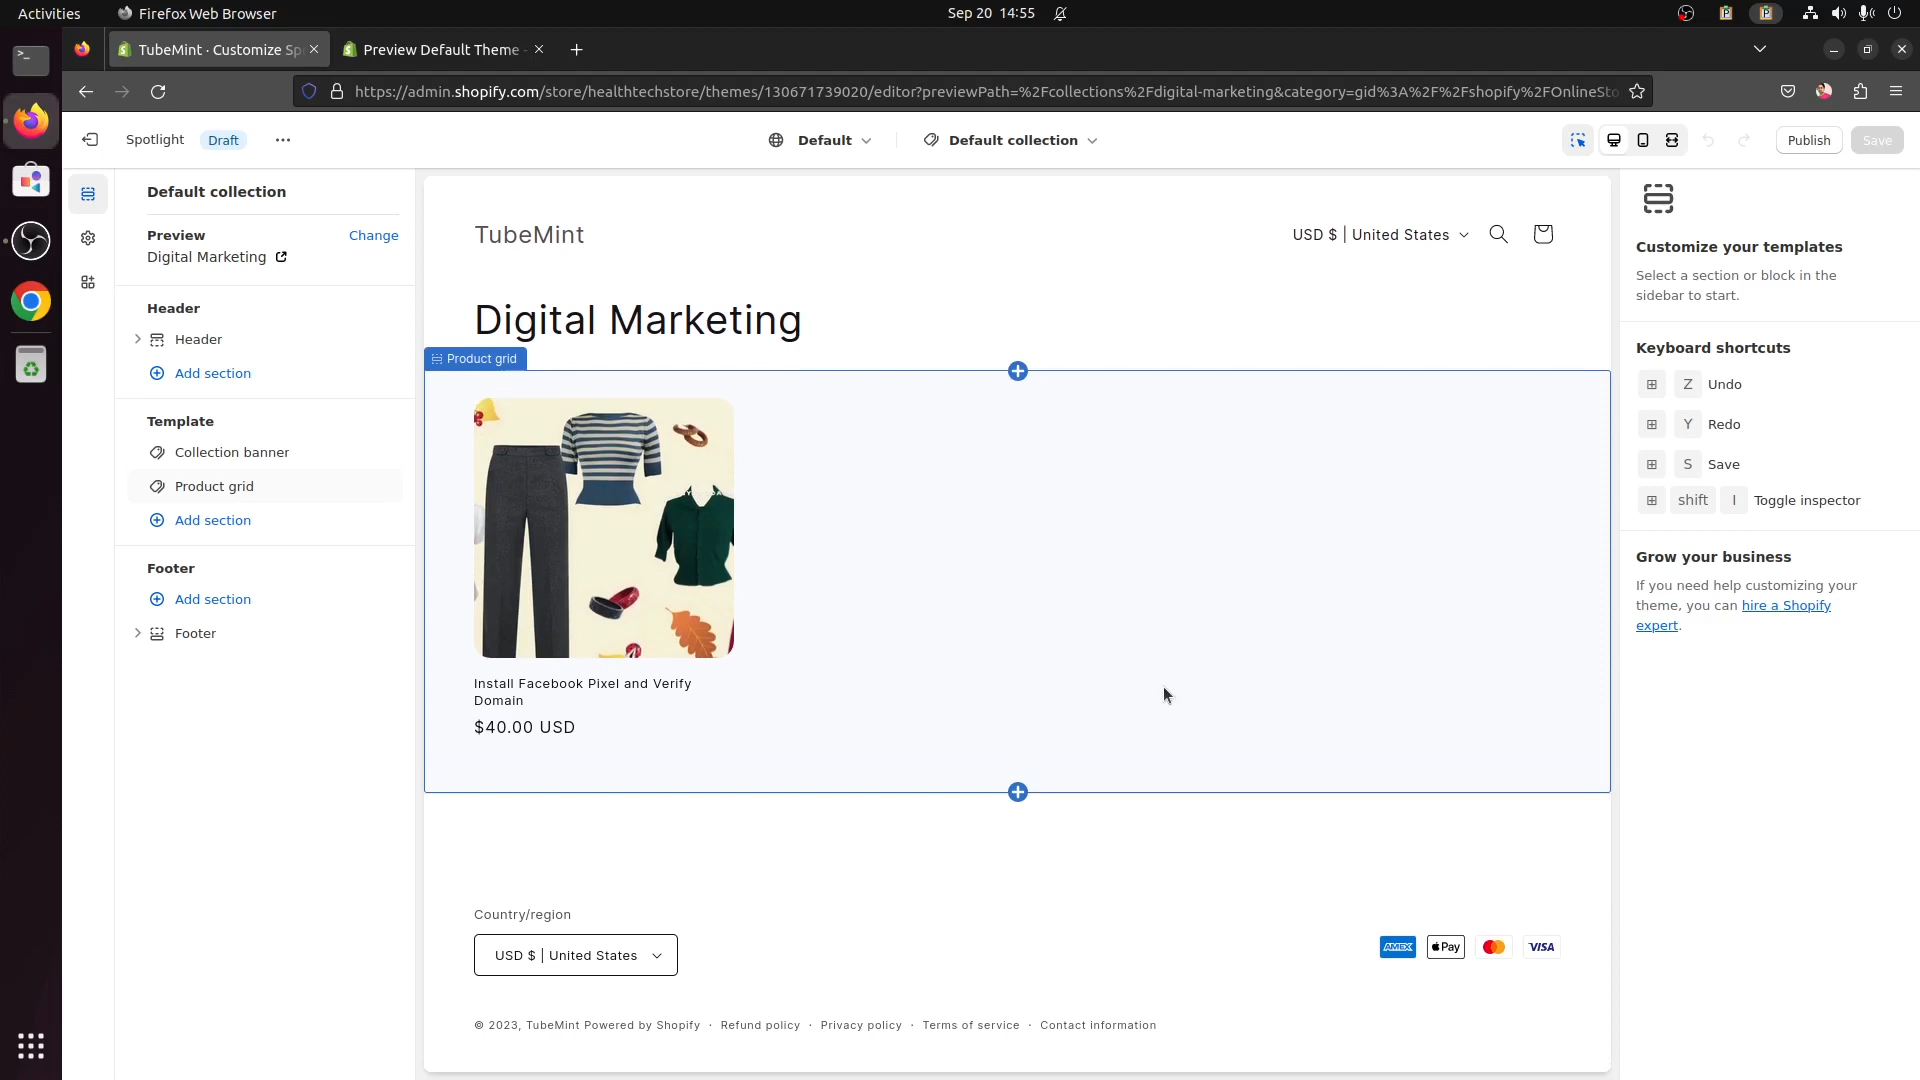 Activities
Firefox Web Browser
Sep 20 14:55
TubeMint · Customize Sp
Preview Default Theme -
https://admin.shopify.com/store/healthtechstore/themes/130671739020/editor?previewPath=%2Fcollections%2Fdigital-marketing&category=gid%3A%2F%2Fshopify%2FOnlineSto
Spotlight
Draft
Default
Default collection
Publish
Save
Default collection
Preview
Change
Digital Marketing
Header
Header
Add section
Template
Collection banner
Product grid
Add section
Footer
Add section
Footer
TubeMint
USD $ | United States
Digital Marketing
Product grid
Install Facebook Pixel and Verify
Domain
$40.00 USD
Country/region
USD $ | United States
AMEX
Pay
VISA
© 2023, TubeMint Powered by Shopify · Refund policy · Privacy policy · Terms of service · Contact information
Customize your templates
Select a section or block in the
sidebar to start.
Keyboard shortcuts
Z Undo
Y Redo
S Save
shift I Toggle inspector
Grow your business
If you need help customizing your
theme, you can hire a Shopify
expert.